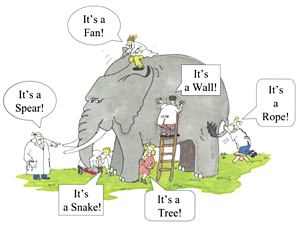 It's a
Fan!
It's
a Wall!
It's
a
Rope!
It's a
Spear!
It's
a Snake!
It's a
Tree!